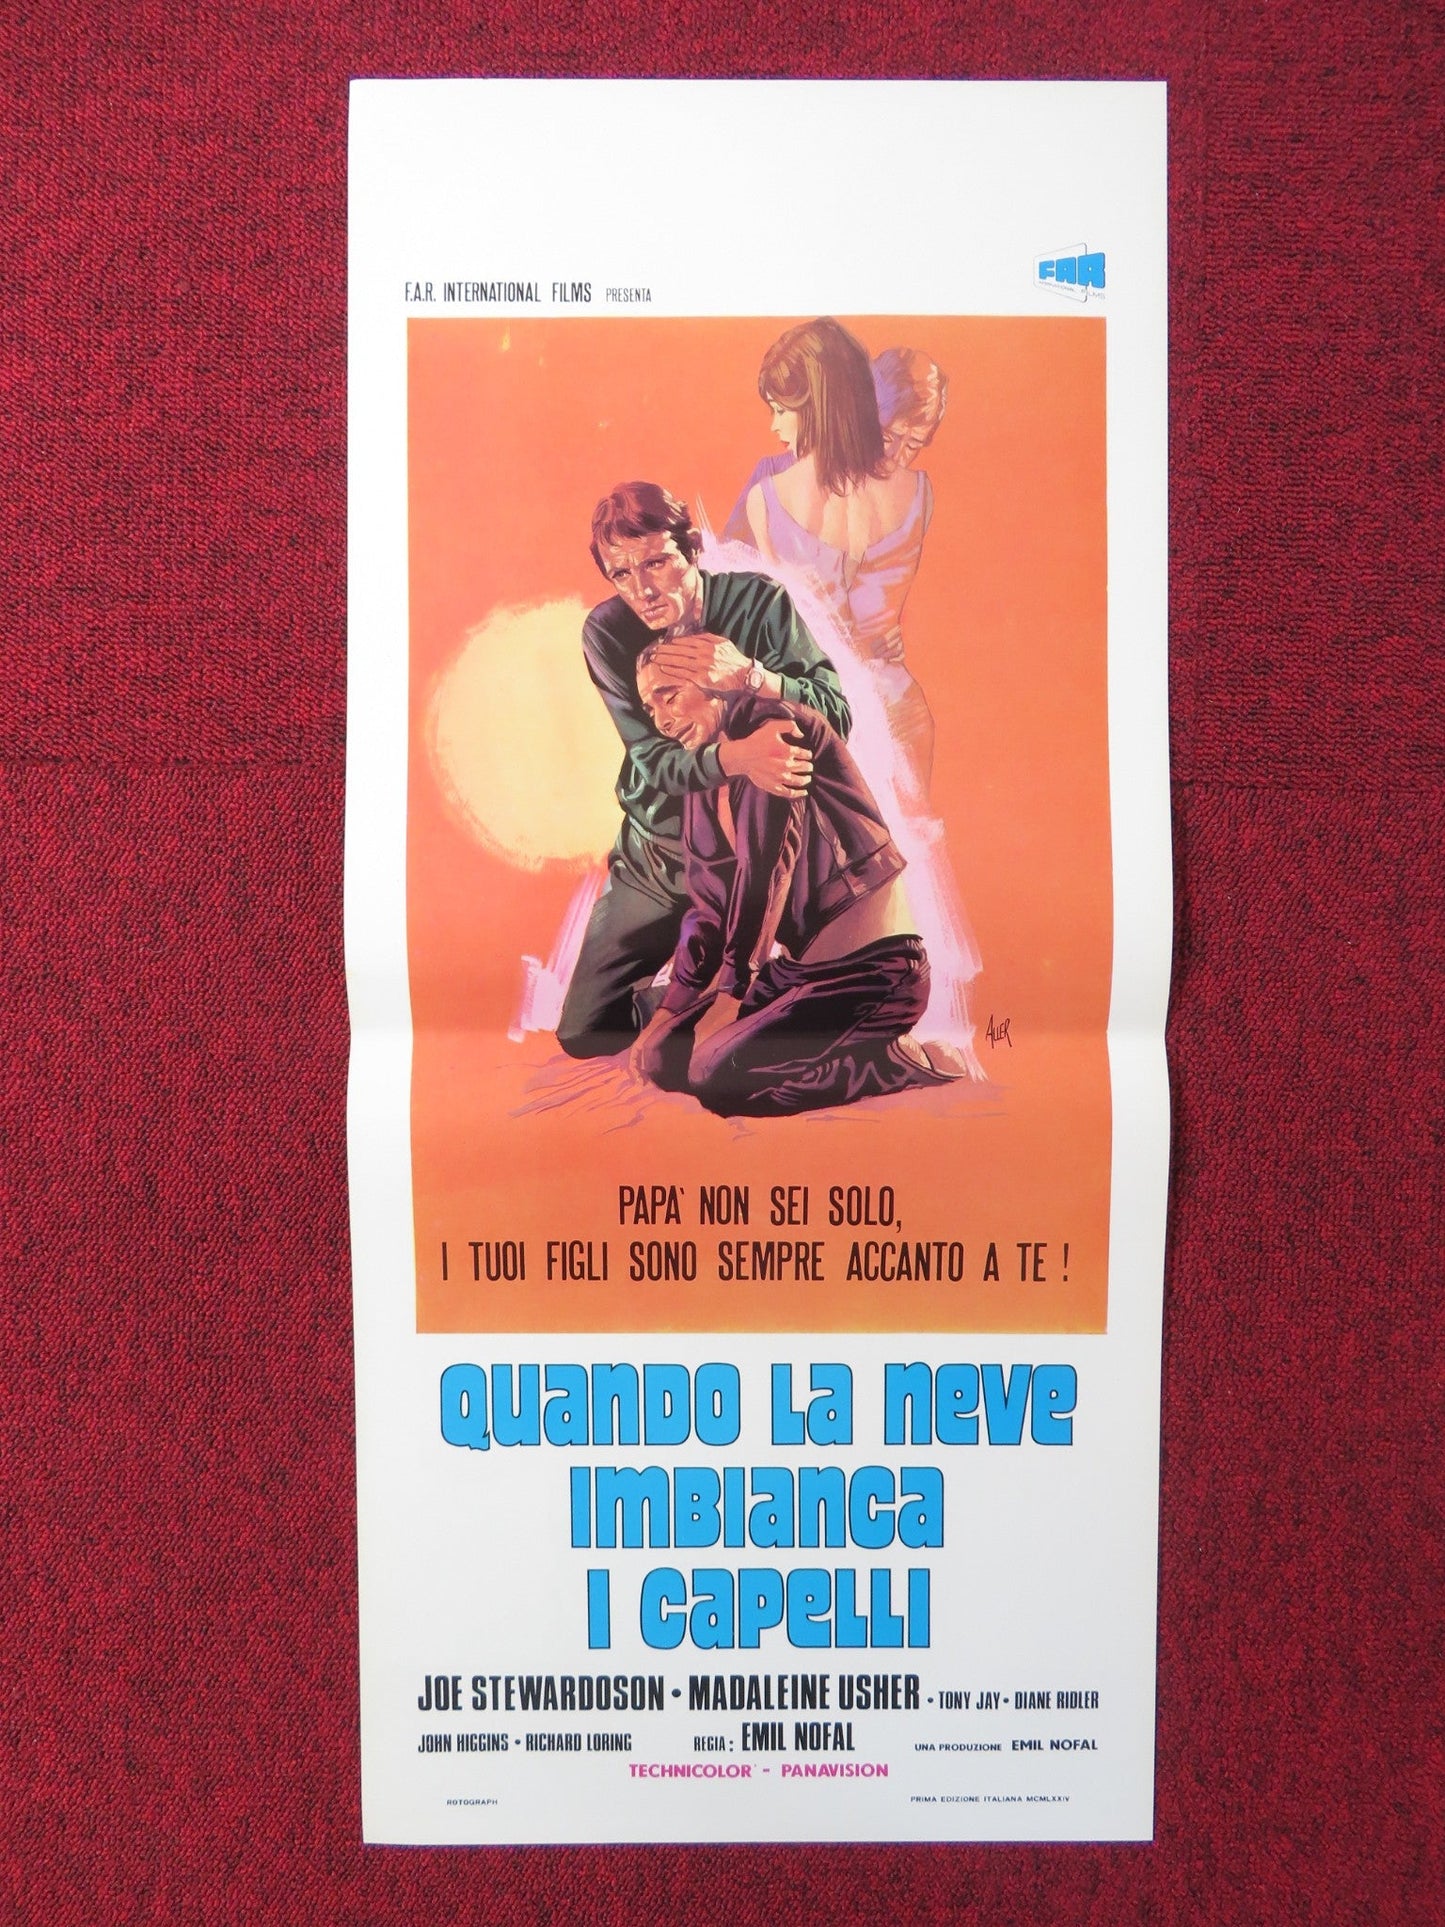 FAR
INTERNATIONAL FILMS
F.A.R. INTERNATIONAL FILMS PRESENTA
ALLER
PAPA' NON SEI SOLO,
I TUOI FIGLI SONO SEMPRE ACCANTO A TE !
QUANDO LA NEVE
IMBIANCA
I CAPELLI
JOE STEWARDOSON • MADALEINE USHER • TONY JAY • DIANE RIDLER
JOHN HIGGINS • RICHARD LORING REGIA : EMIL NOFAL UNA PRODUZIONE EMIL NOFAL
TECHNICOLOR - PANAVISION
ROTOGRAPH PRIMA EDIZIONE ITALIANA MCMLXXIV